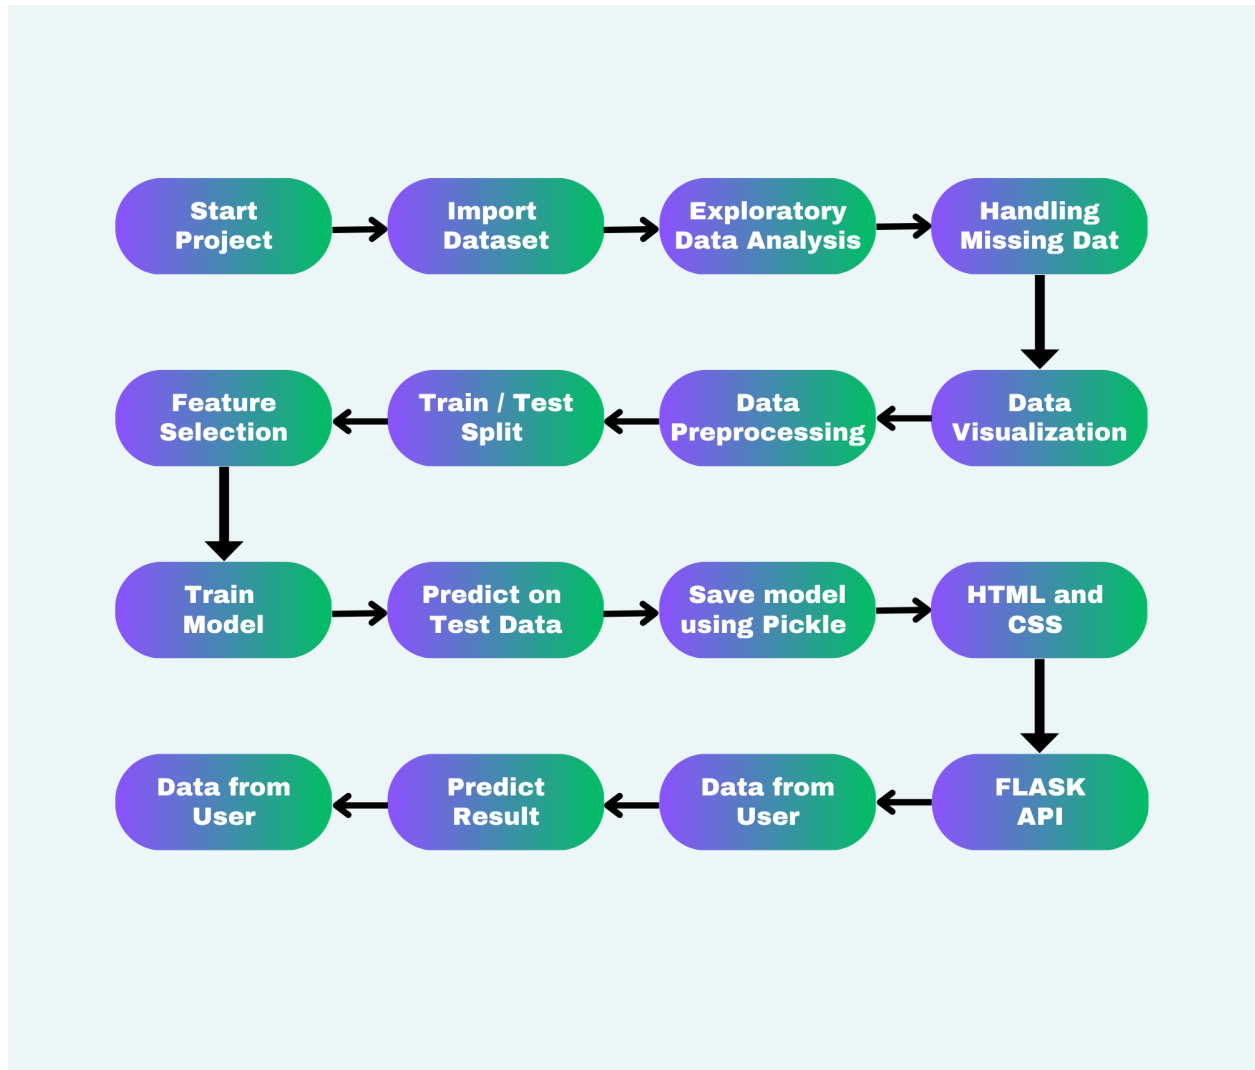 Start
Project
Import
Dataset
Exploratory
Data Analysis
Handling
Missing Dat
Feature
Selection
Train / Test
Split
Data
Preprocessing
Data
Visualization
Train
Model
Predict on
Test Data
Save model
using Pickle
HTML and
CSS
Data from
User
Predict
Result
Data from
User
FLASK
API